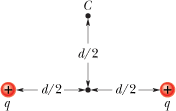 C
d/2
+ d/2 d/2 +
q q